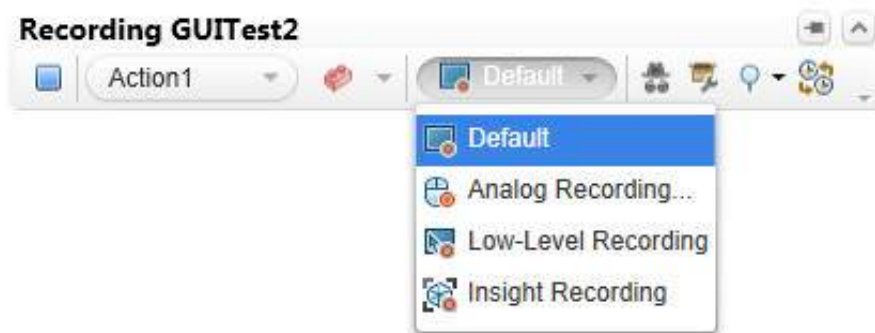 Recording GUITest2
Action1 Default
Default
Analog Recording...
Low-Level Recording
Insight Recording